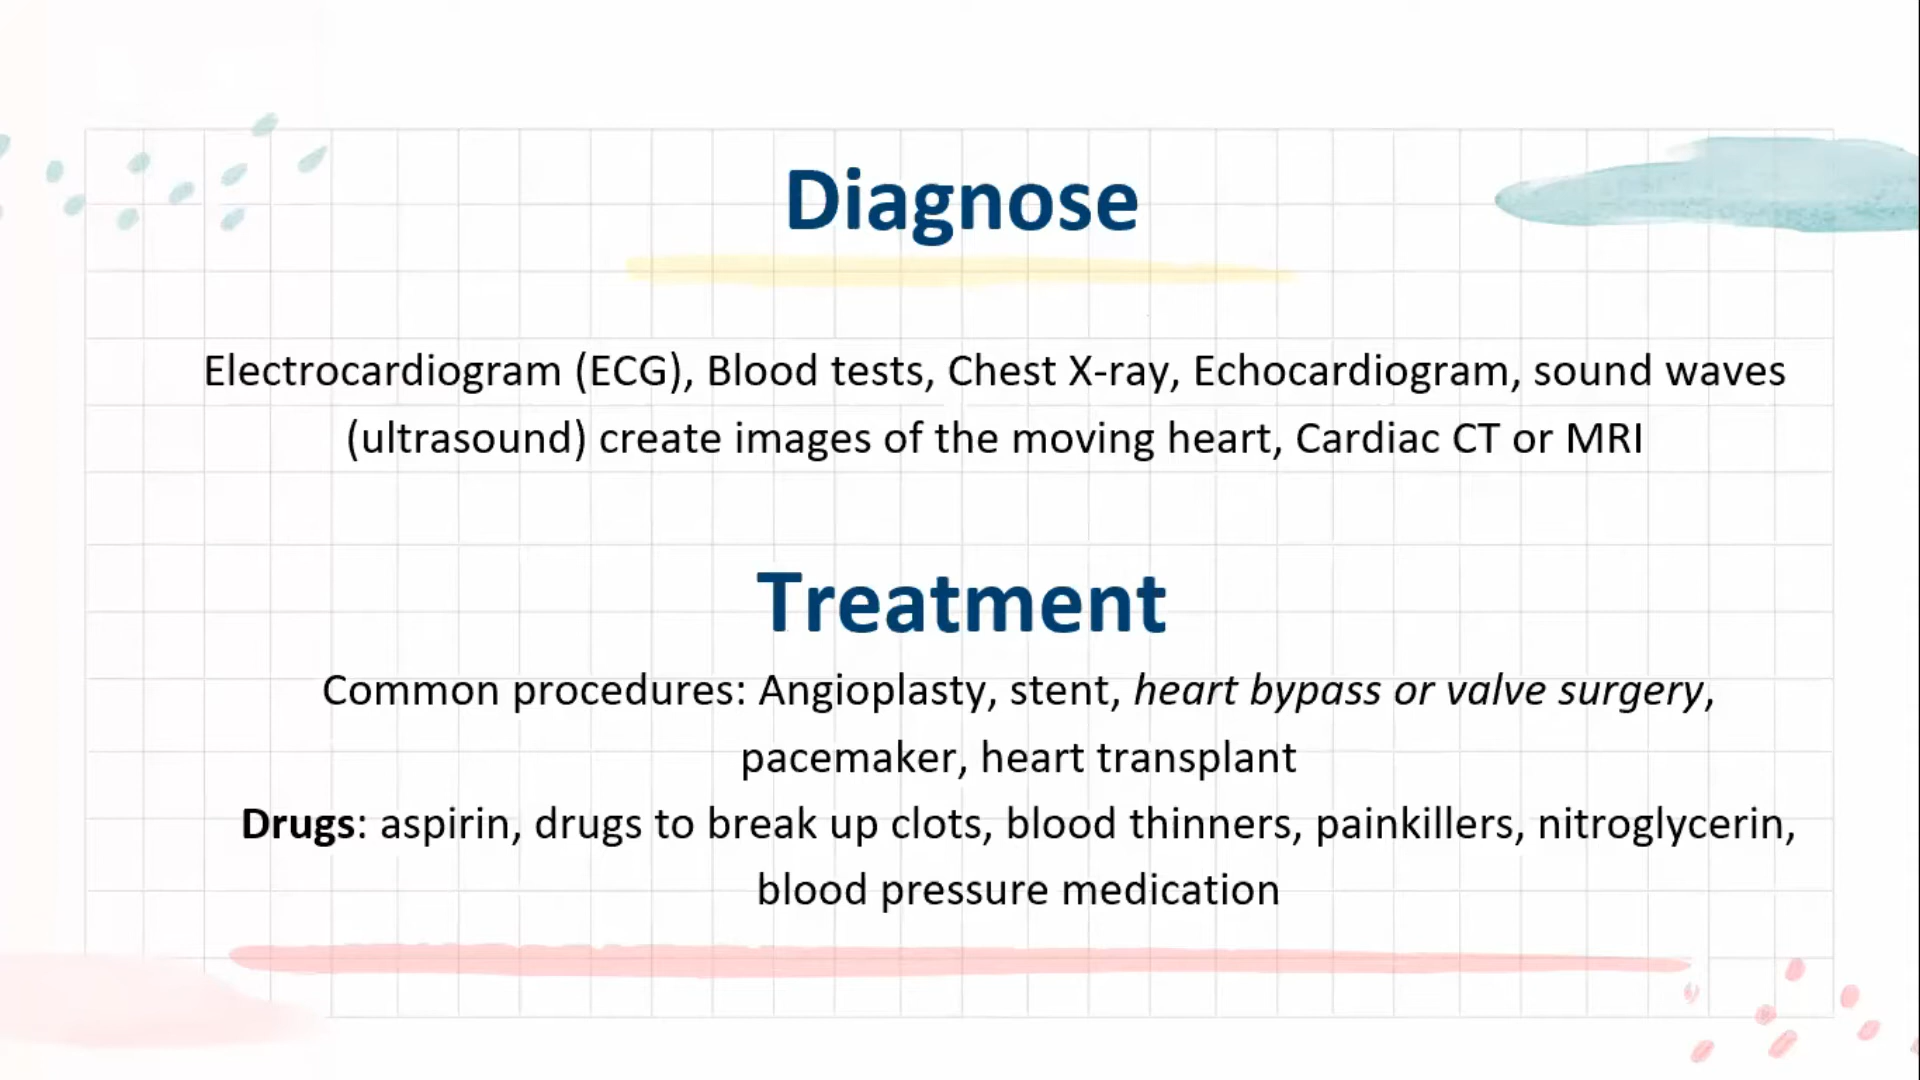 Diagnose
Electrocardiogram (ECG), Blood tests, Chest X-ray, Echocardiogram, sound waves
(ultrasound) create images of the moving heart, Cardiac CT or MRI
Treatment
Common procedures: Angioplasty, stent, heart bypass or valve surgery,
pacemaker, heart transplant
Drugs: aspirin, drugs to break up clots, blood thinners, painkillers, nitroglycerin,
blood pressure medication